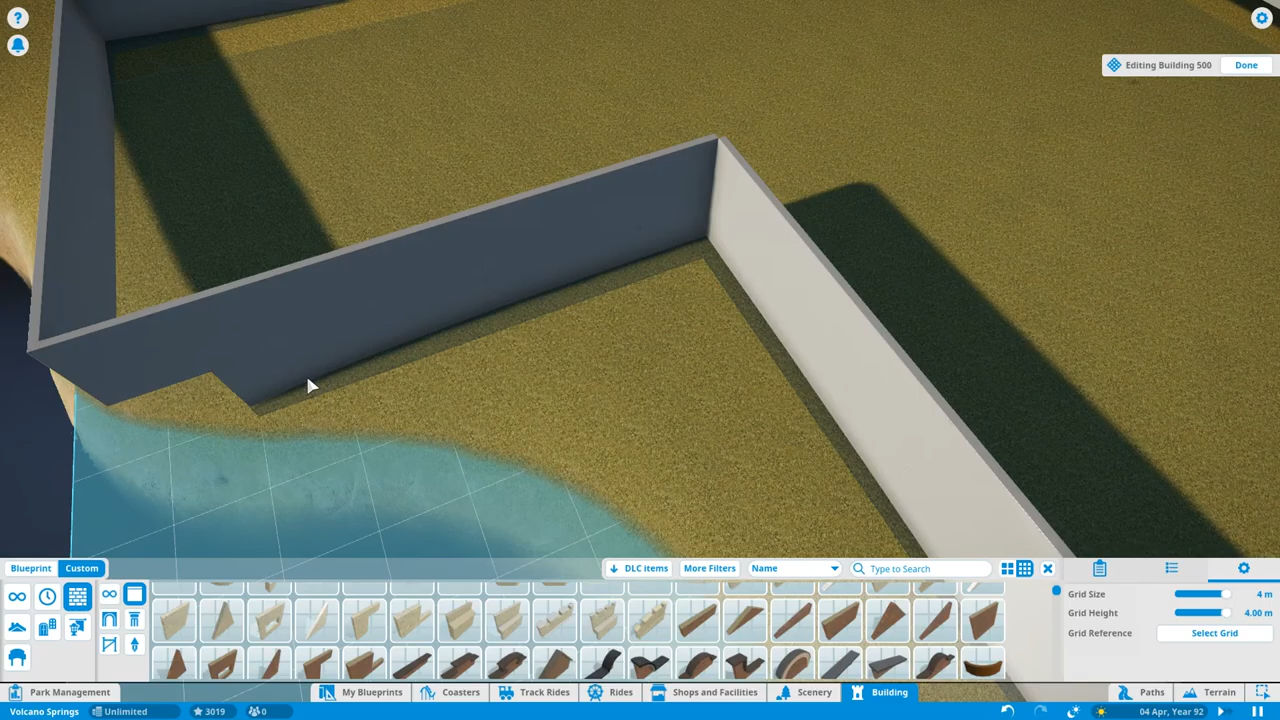 ?
Editing Building 500 Done
Blueprint Custom DLC items More Filters Name Type to Search
Grid Size 4 m
Grid Height 4.00 m
Grid Reference Select Grid
Park Management My Blueprints Coasters Track Rides Rides Shops and Facilities Scenery Building Paths Terrain
Volcano Springs Unlimited 3019 0 04 Apr, Year 92